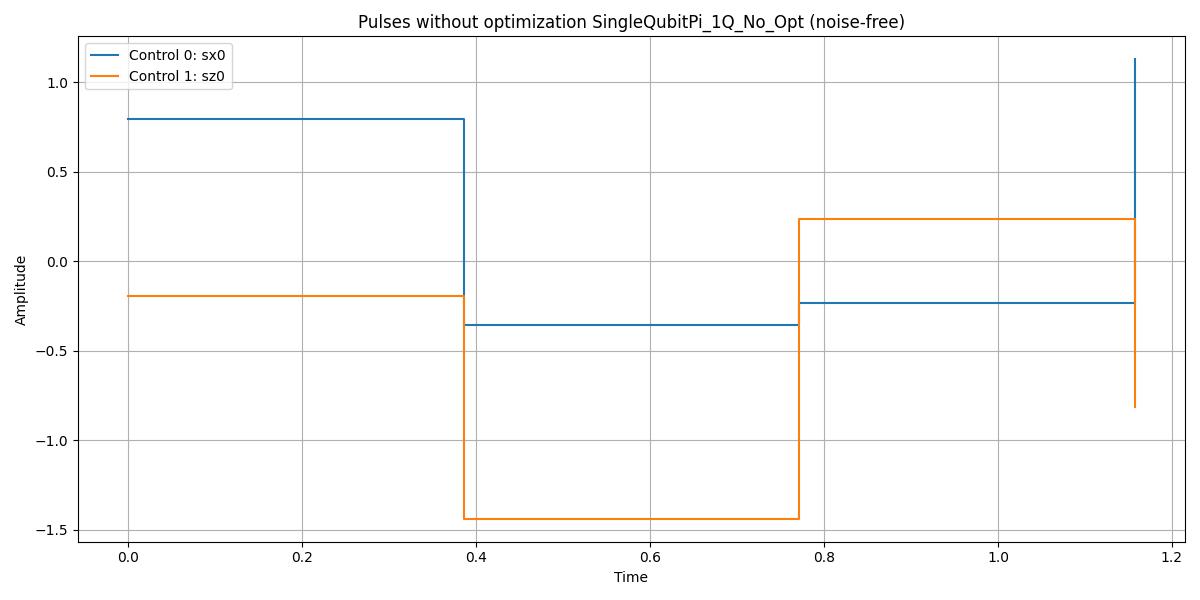 Pulses without optimization SingleQubitPi_1Q_No_Opt (noise-free)
Control 0: sx0
Control 1: sz0
Amplitude
1.0
0.5
0.0
−0.5
−1.0
−1.5
0.0 0.2 0.4 0.6 0.8 1.0 1.2
Time